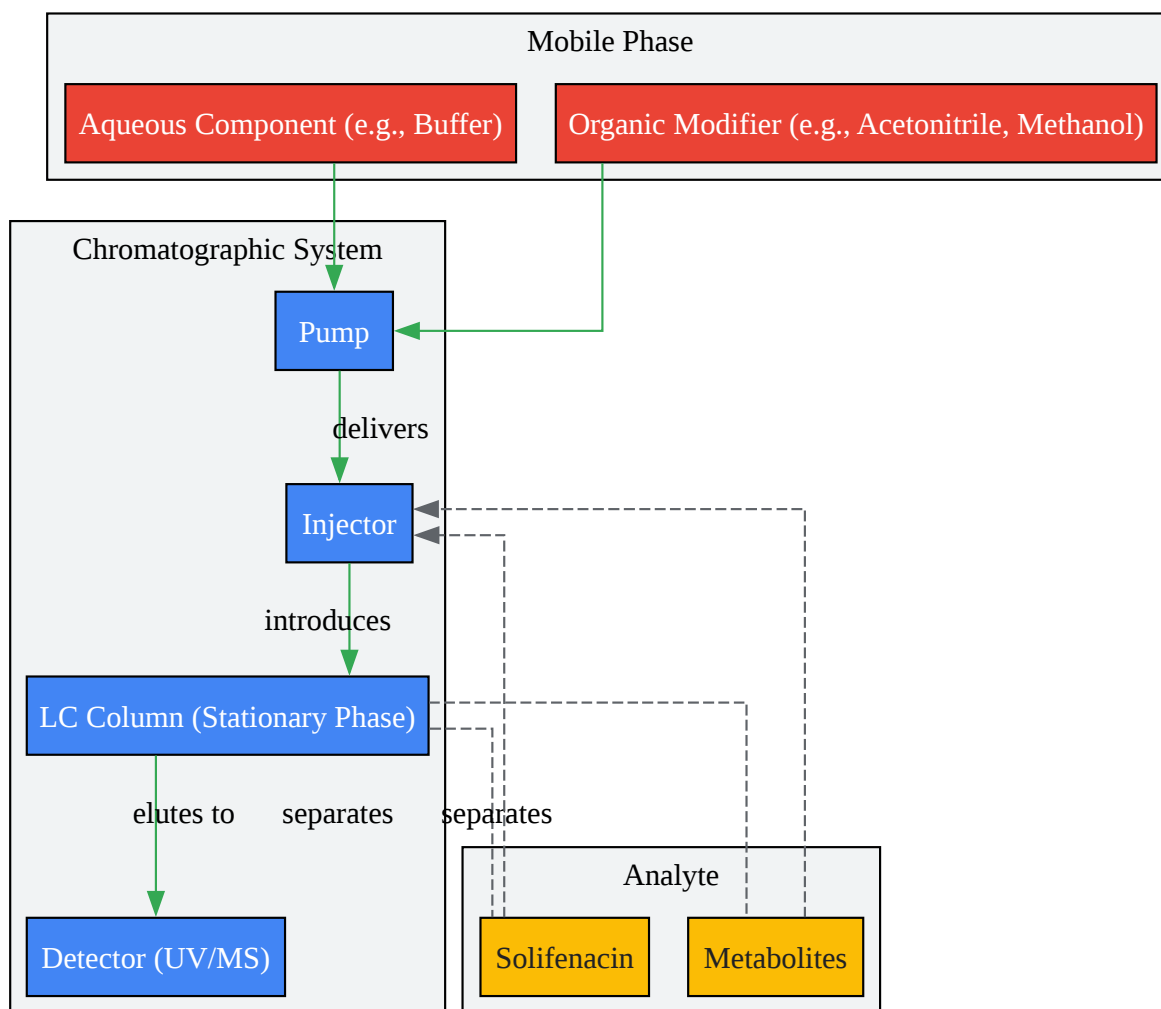 Mobile Phase
Aqueous Component (e.g., Buffer)
Organic Modifier (e.g., Acetonitrile, Methanol)
Chromatographic System
Pump
delivers
Injector
introduces
LC Column (Stationary Phase)
elutes to
separates
separates
Analyte
Detector (UV/MS)
Solifenacin
Metabolites